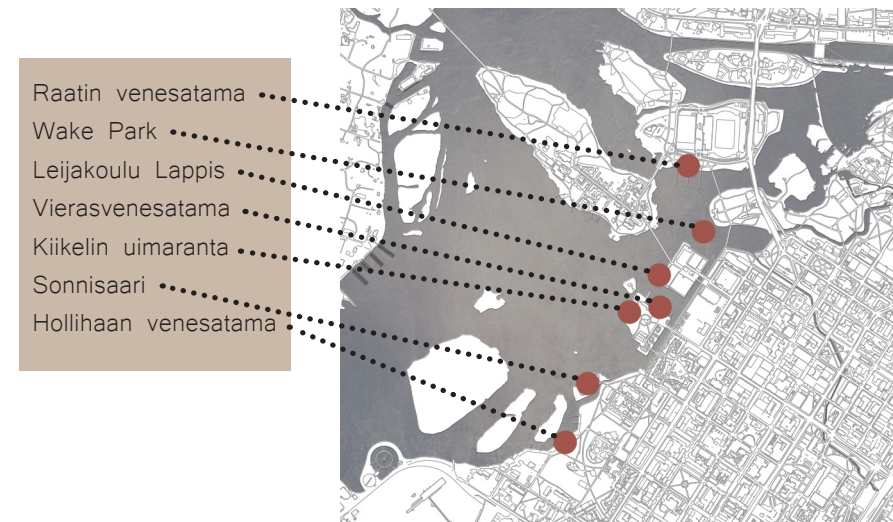 Raatin venesatama
Wake Park
Leijakoulu Lappis
Vierasvenesatama
Kiikelin uimaranta
Sonnisaari
Hollihaan venesatama